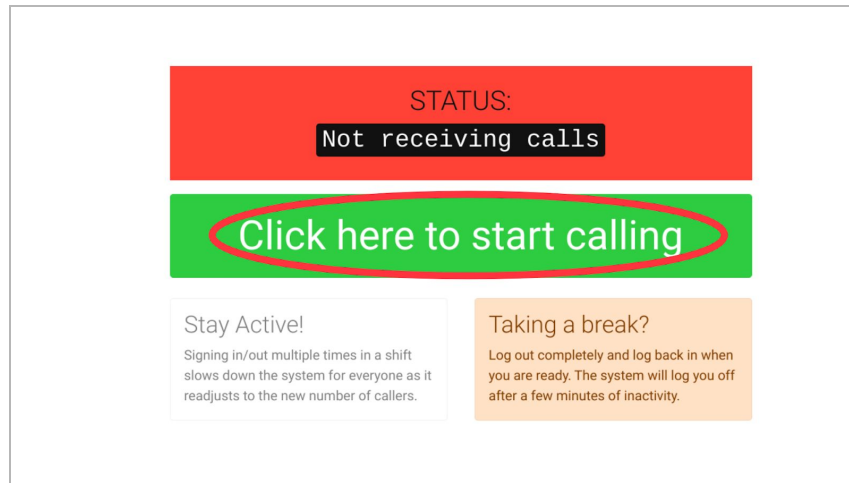 STATUS:
Not receiving calls
Click here to start calling
Stay Active!
Signing in/out multiple times in a shift
slows down the system for everyone as it
readjusts to the new number of callers.
Taking a break?
Log out completely and log back in when
you are ready. The system will log you off
after a few minutes of inactivity.